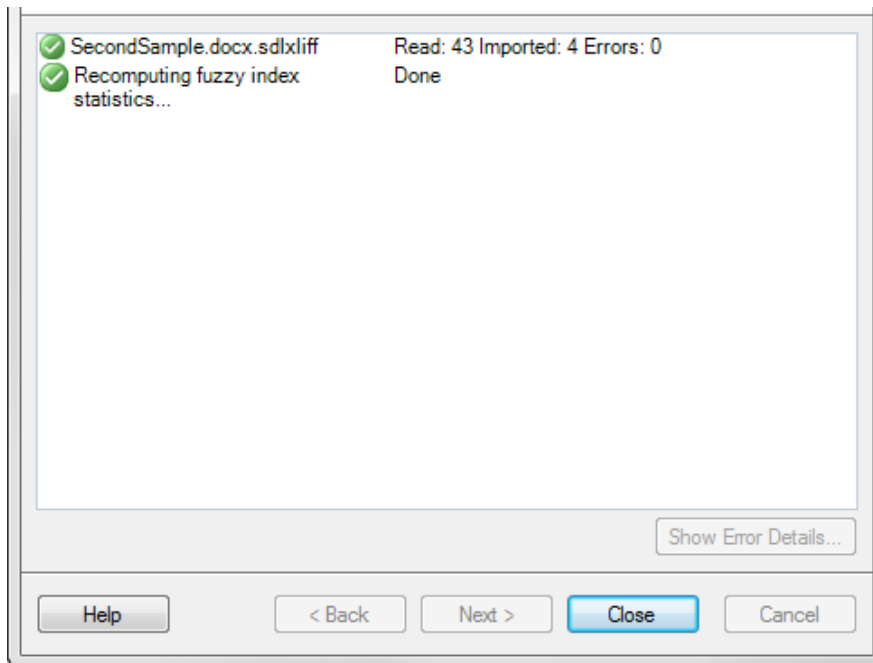 SecondSample.docx.sdlxliff Read: 43 Imported: 4 Errors: 0
Recomputing fuzzy index Done
statistics...
Show Error Details...
Help < Back Next > Close Cancel